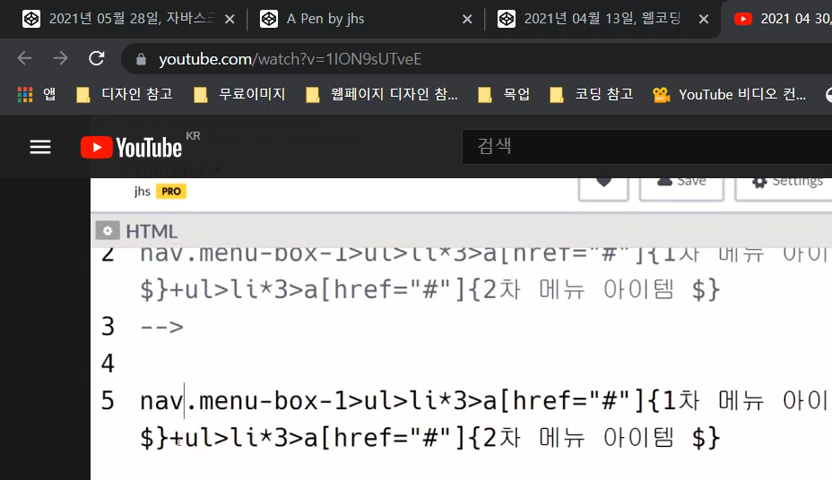 2021년 05월 28일, 자바스크
A Pen by jhs
2021년 04월 13일, 웹코딩
2021 04 30,
youtube.com/watch?v=1lON9sUTveE
앱 디자인 참고 무료이미지 웹페이지 디자인 참... 목업 코딩 참고 YouTube 비디오 컨...
YouTube KR 검색
jhs PRO Save Settings
HTML
2 nav.menu-box-1>ul>li*3>a[href="#"]{1차 메뉴 아이
$}+ul>li*3>a[href="#"]{2차 메뉴 아이템 $}
3 -->
4
5 nav.menu-box-1>ul>li*3>a[href="#"]{1차 메뉴 아이
$}+ul>li*3>a[href="#"]{2차 메뉴 아이템 $}